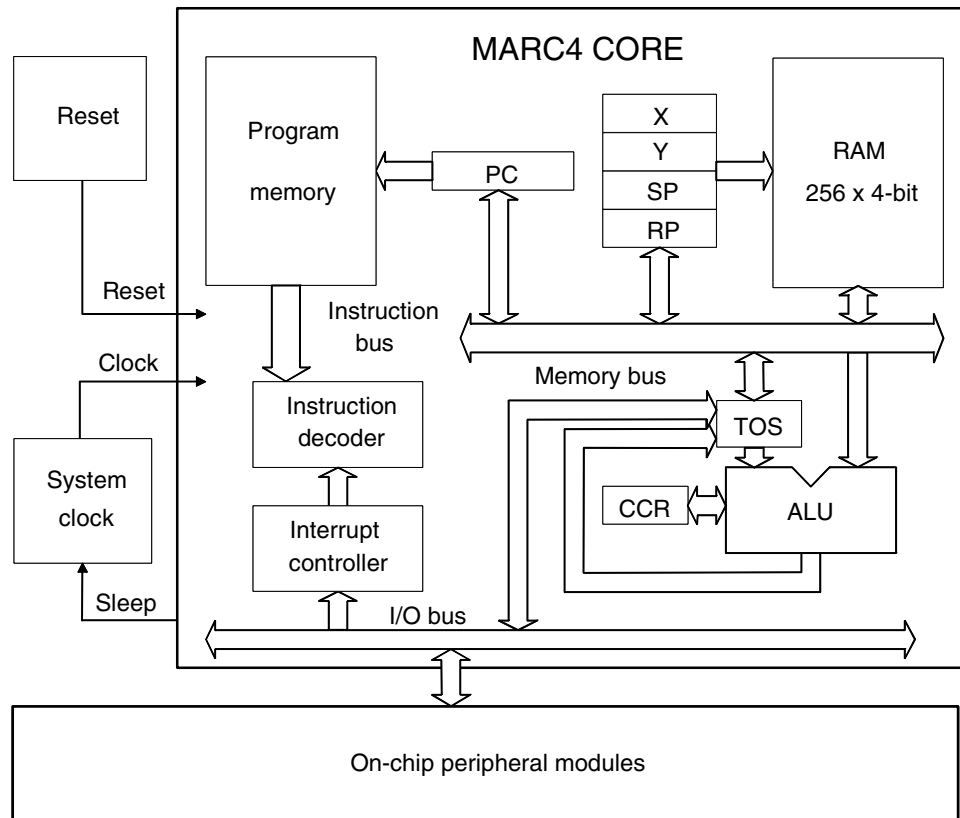 MARC4 CORE
Reset
Program
memory
PC
X
Y
SP
RP
RAM
256 x 4-bit
Reset
Instruction
bus
Clock
Memory bus
Instruction
decoder
TOS
System
clock
CCR
ALU
Interrupt
controller
Sleep
I/O bus
On-chip peripheral modules